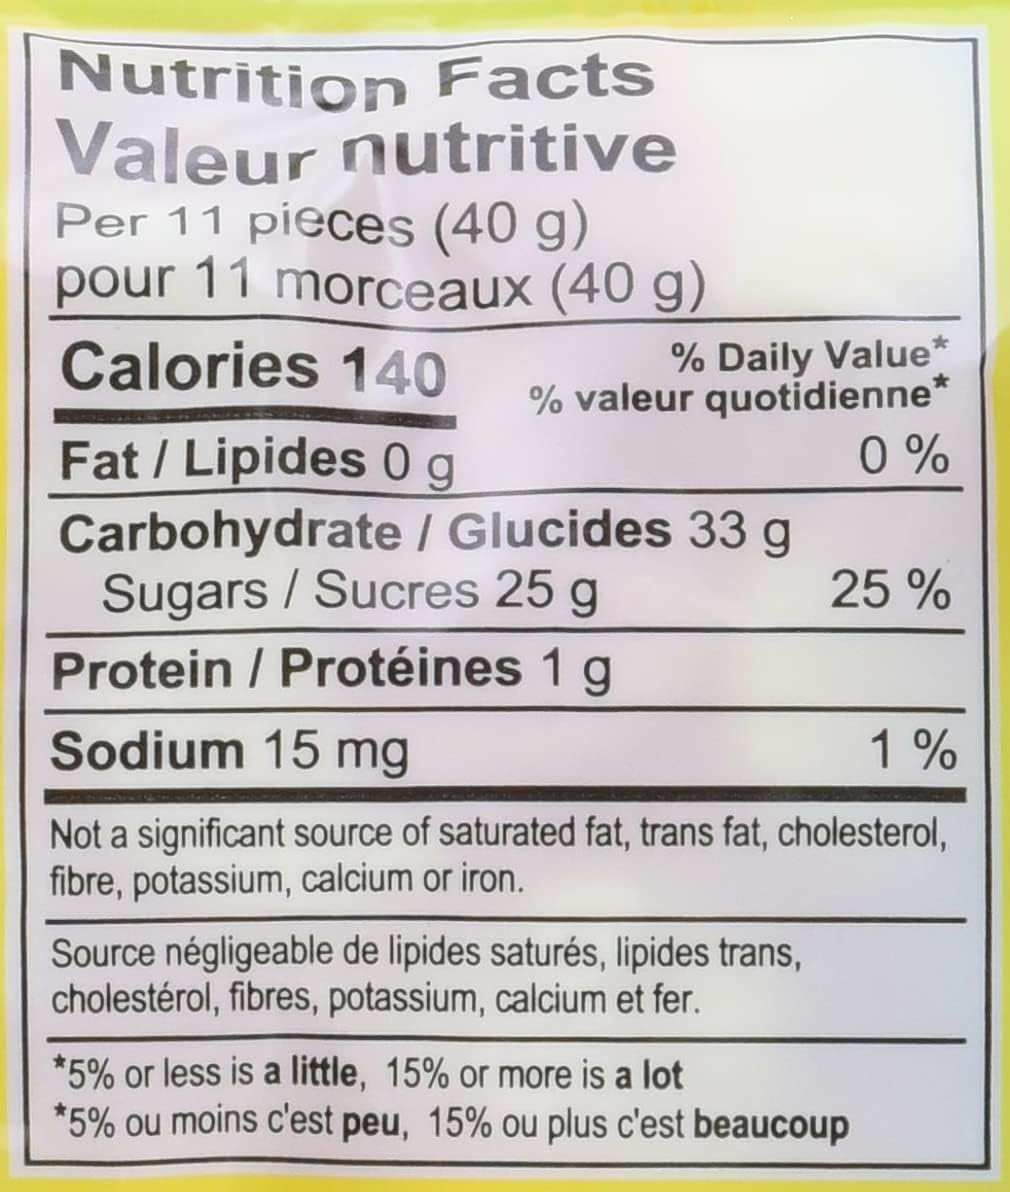 Nutrition Facts
Valeur nutritive
Per 11 pieces (40 g)
pour 11 morceaux (40 g)
Calories 140
% Daily Value*
% valeur quotidienne*
Fat / Lipides 0 g 0 %
Carbohydrate / Glucides 33 g
Sugars / Sucres 25 g 25 %
Protein / Protéines 1 g
Sodium 15 mg 1 %
Not a significant source of saturated fat, trans fat, cholesterol,
fibre, potassium, calcium or iron.
Source négligeable de lipides saturés, lipides trans,
cholestérol, fibres, potassium, calcium et fer.
*5% or less is a little, 15% or more is a lot
*5% ou moins c'est peu, 15% ou plus c'est beaucoup